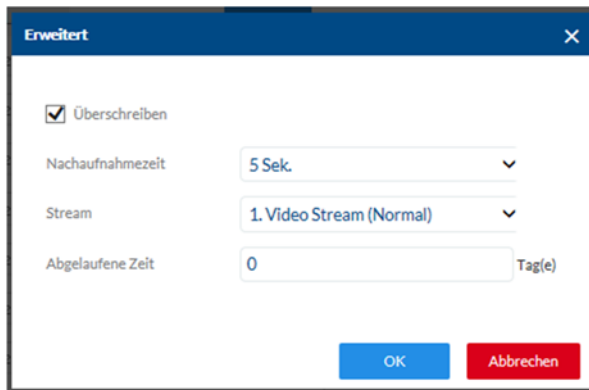 Erweitert
Überschreiben
Nachaufnahmezeit 5 Sek.
Stream 1. Video Stream (Normal)
Abgelaufene Zeit 0 Tag(e)
OK Abbrechen